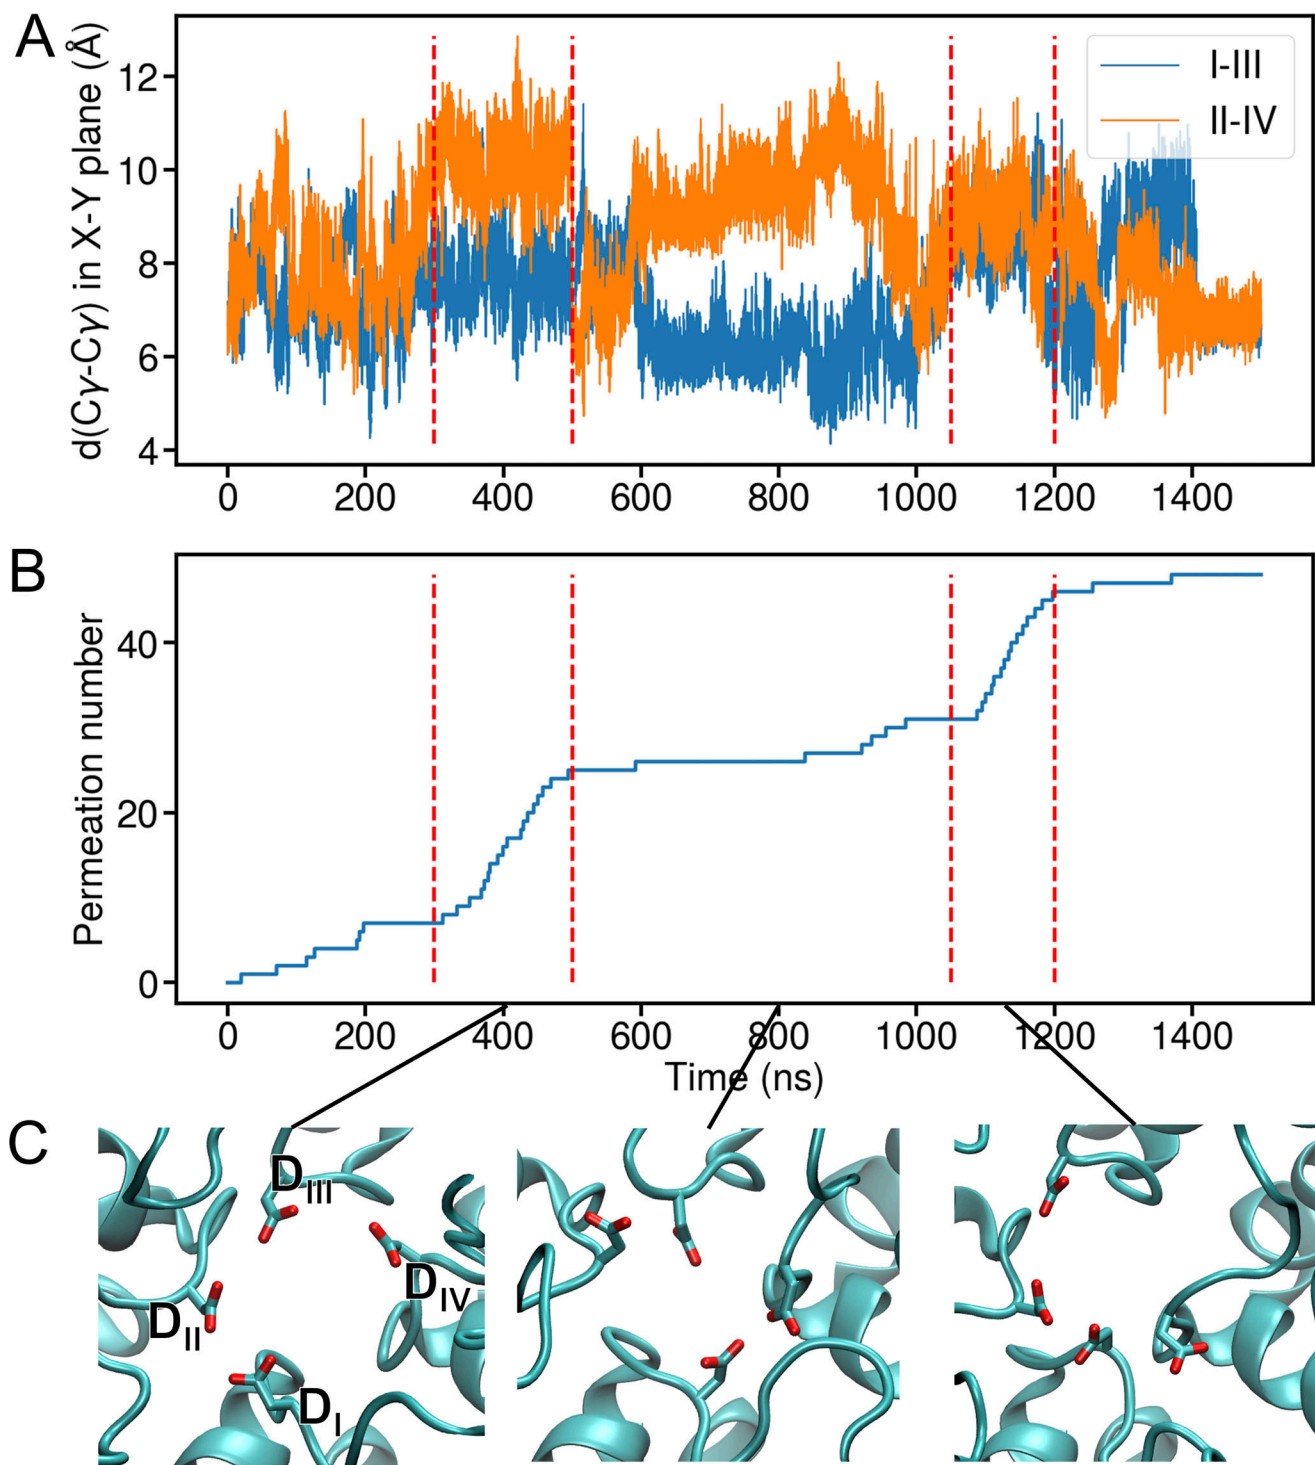 A
d(Cγ-Cγ) in X-Y plane (Å)
12
10
8
6
4
I-III
II-IV
0 200 400 600 800 1000 1200 1400
B
Permeation number
40
20
0
0 200 400 600 800 1000 1200 1400
Time (ns)
C
DIII
DIV
DII
DI